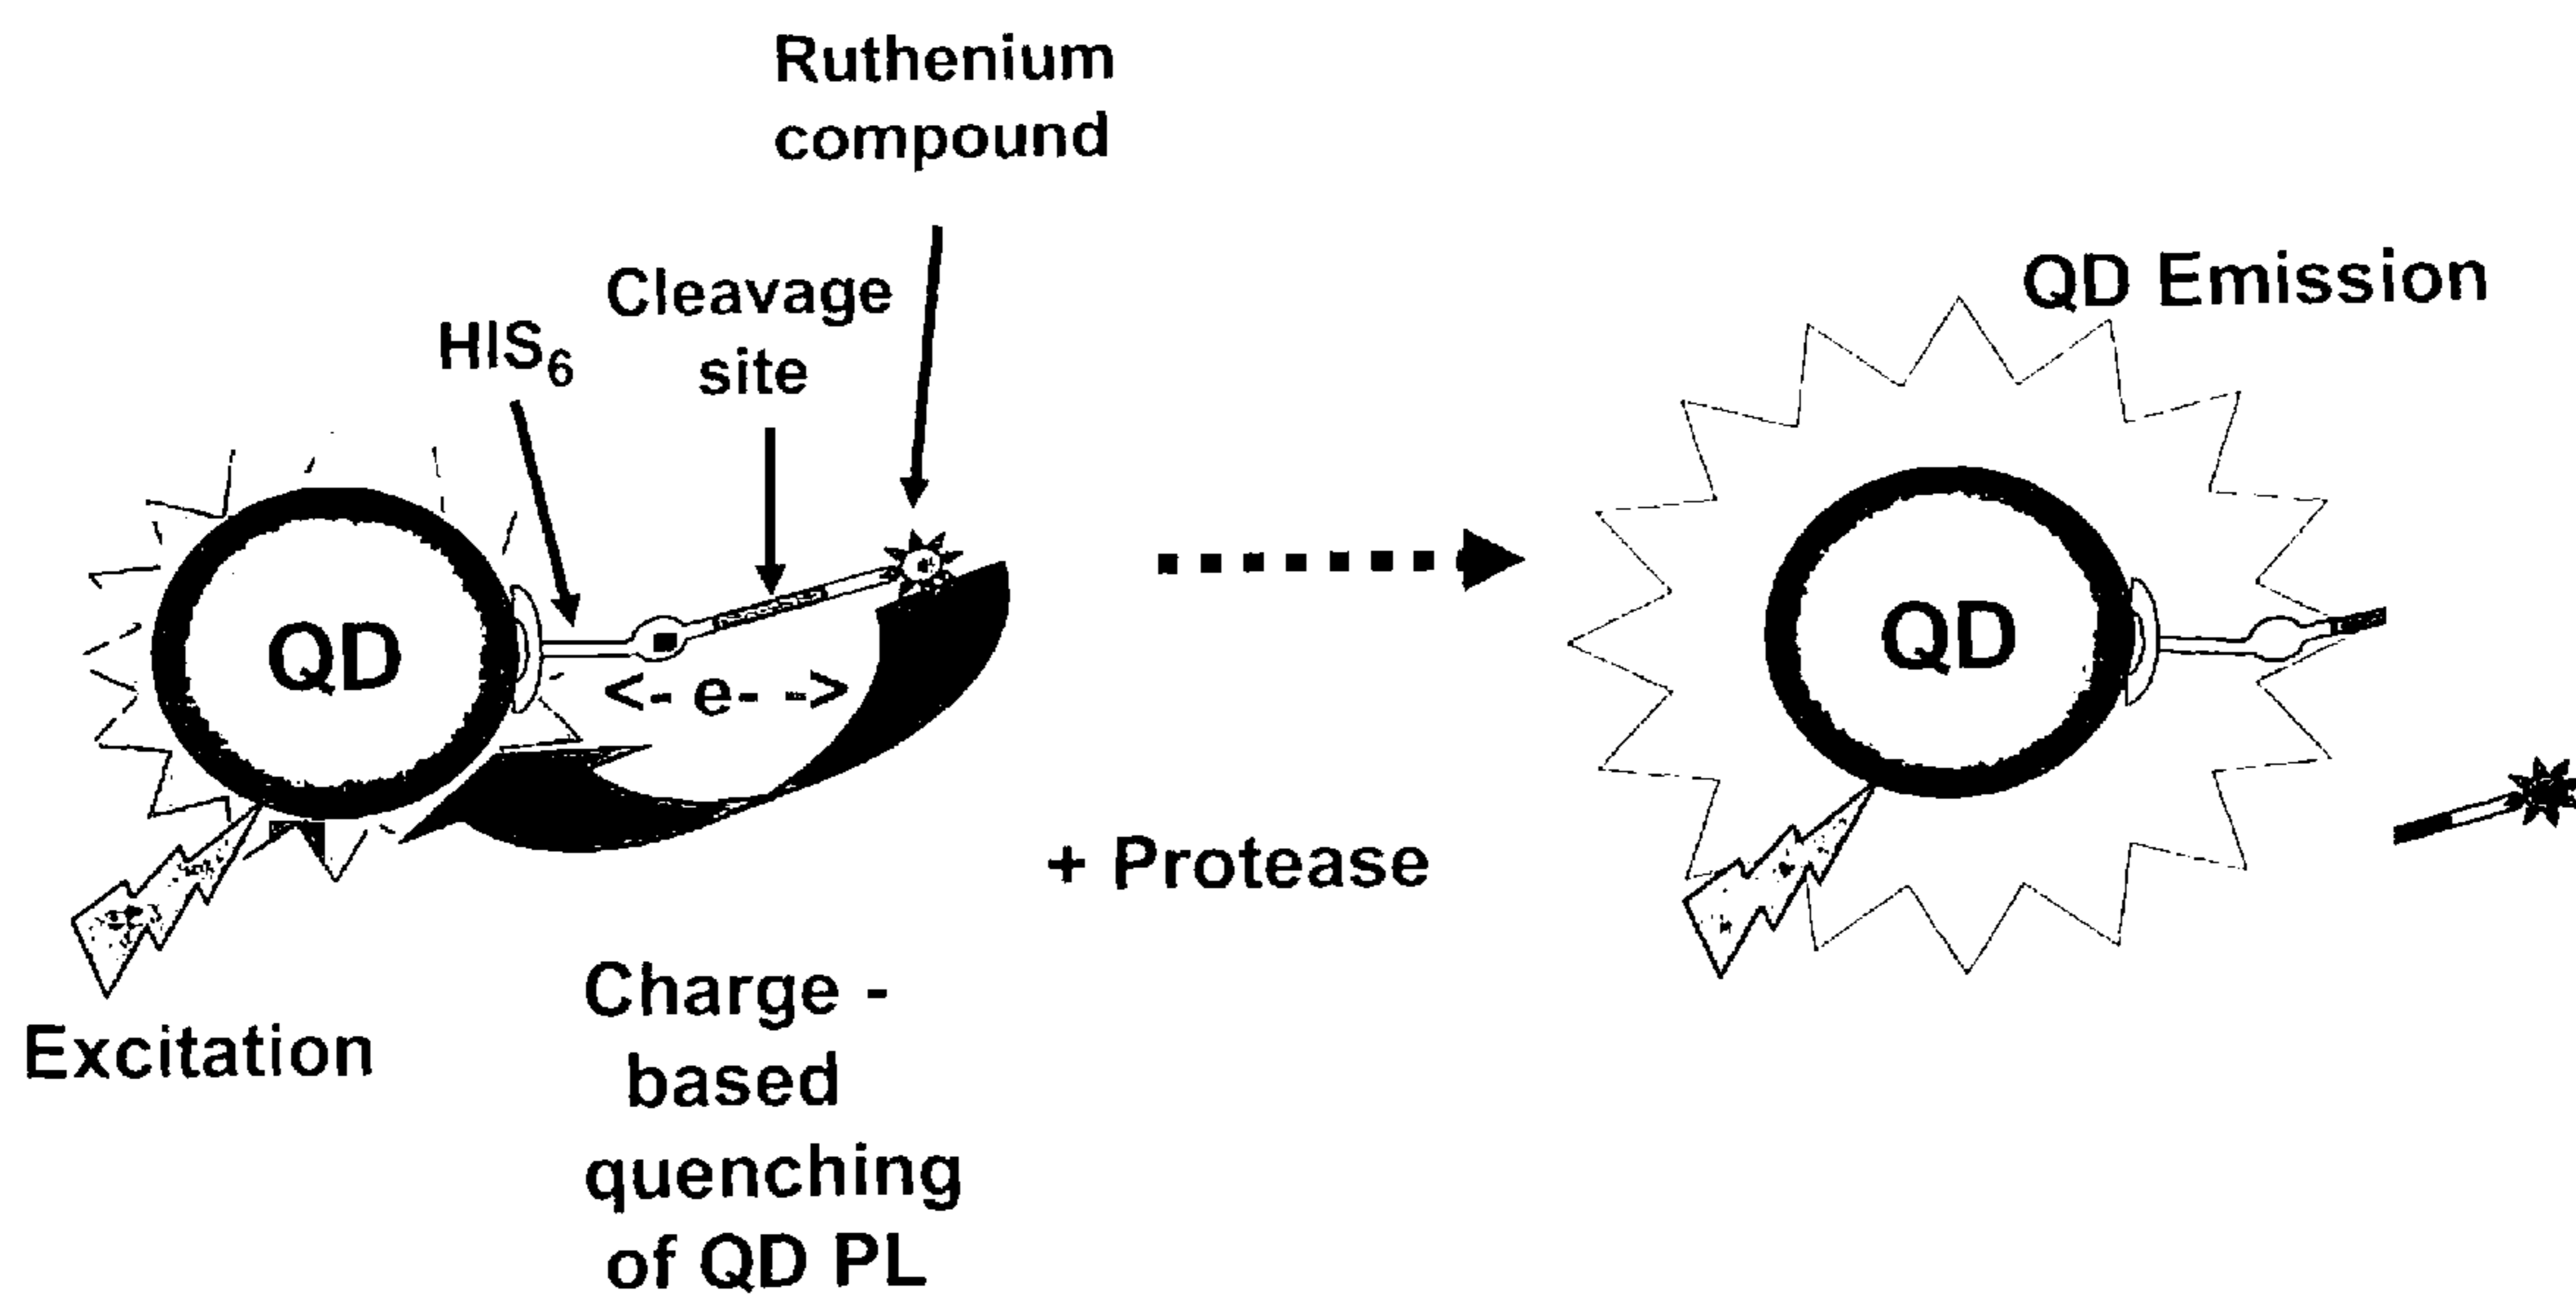 Ruthenium
compound
Cleavage
site
HIS₆
QD Emission
QD
<- e- ->
QD
+ Protease
Excitation
Charge -
based
quenching
of QD PL